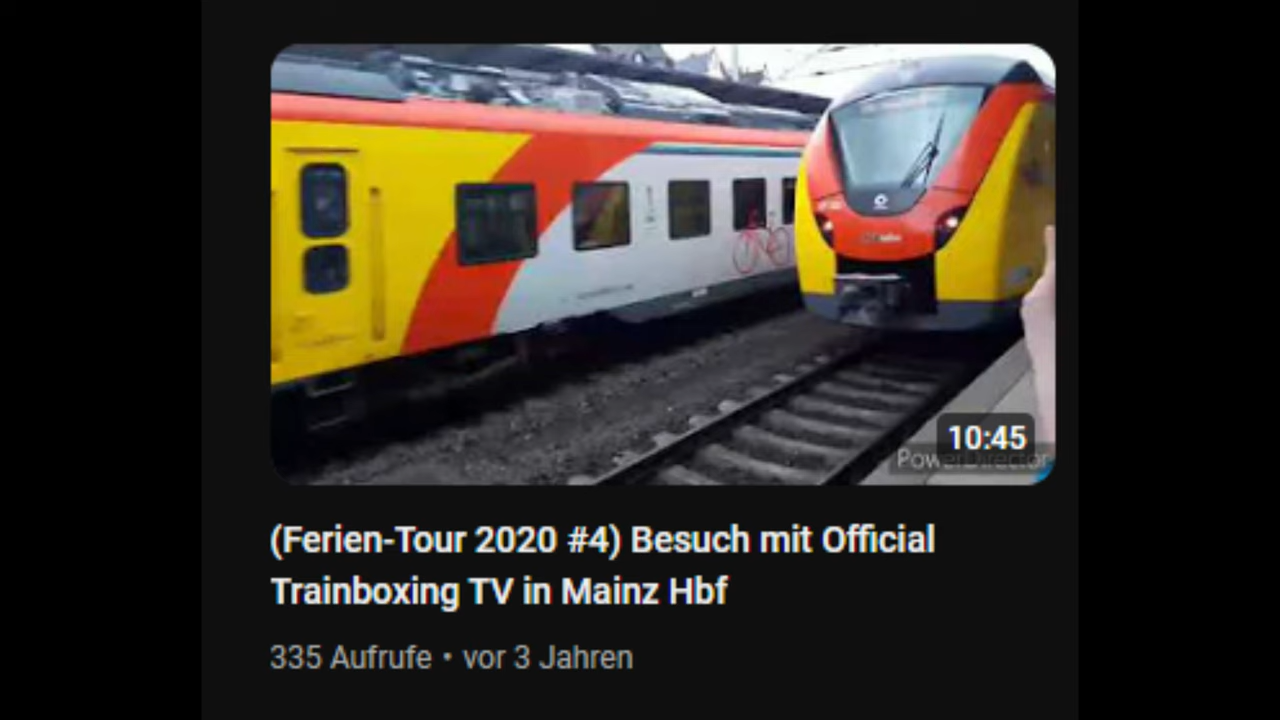 10:45
PowerDirector
(Ferien-Tour 2020 #4) Besuch mit Official
Trainboxing TV in Mainz Hbf
335 Aufrufe • vor 3 Jahren